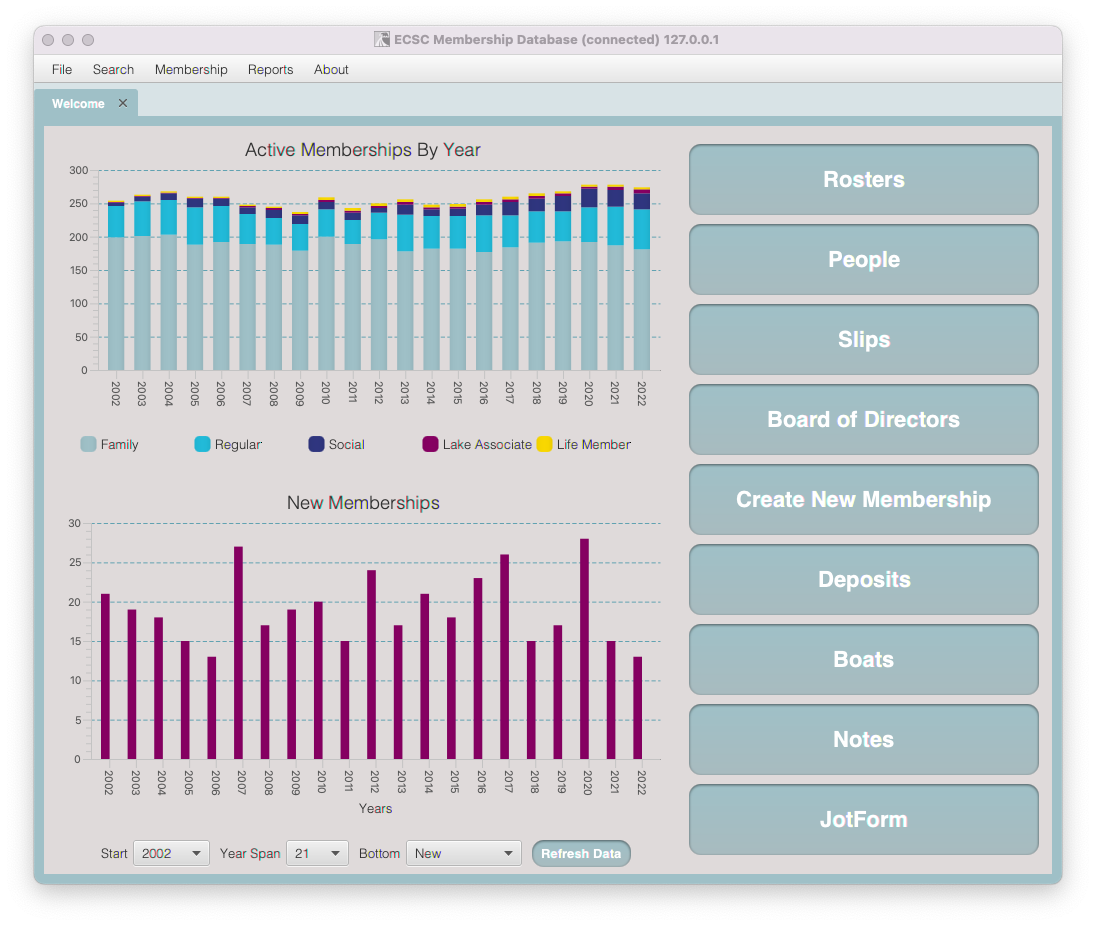 ECSC Membership Database (connected) 127.0.0.1
File Search Membership Reports About
Welcome ✕
Active Memberships By Year
300
250
200
150
100
50
0
2002 2003 2004 2005 2006 2007 2008 2009 2010 2011 2012 2013 2014 2015 2016 2017 2018 2019 2020 2021 2022
Family Regular Social Lake Associate Life Member
New Memberships
30
25
20
15
10
5
0
2002 2003 2004 2005 2006 2007 2008 2009 2010 2011 2012 2013 2014 2015 2016 2017 2018 2019 2020 2021 2022
Years
Start 2002 Year Span 21 Bottom New Refresh Data
Rosters
People
Slips
Board of Directors
Create New Membership
Deposits
Boats
Notes
JotForm